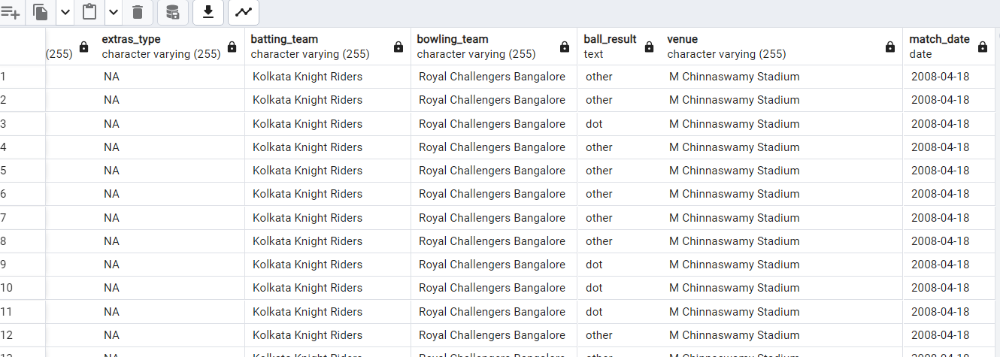 extras_type batting_team bowling_team ball_result venue match_date
(255) character varying (255) character varying (255) character varying (255) text character varying (255) date
1 NA Kolkata Knight Riders Royal Challengers Bangalore other M Chinnaswamy Stadium 2008-04-18
2 NA Kolkata Knight Riders Royal Challengers Bangalore other M Chinnaswamy Stadium 2008-04-18
3 NA Kolkata Knight Riders Royal Challengers Bangalore dot M Chinnaswamy Stadium 2008-04-18
4 NA Kolkata Knight Riders Royal Challengers Bangalore other M Chinnaswamy Stadium 2008-04-18
5 NA Kolkata Knight Riders Royal Challengers Bangalore other M Chinnaswamy Stadium 2008-04-18
6 NA Kolkata Knight Riders Royal Challengers Bangalore other M Chinnaswamy Stadium 2008-04-18
7 NA Kolkata Knight Riders Royal Challengers Bangalore other M Chinnaswamy Stadium 2008-04-18
8 NA Kolkata Knight Riders Royal Challengers Bangalore other M Chinnaswamy Stadium 2008-04-18
9 NA Kolkata Knight Riders Royal Challengers Bangalore dot M Chinnaswamy Stadium 2008-04-18
10 NA Kolkata Knight Riders Royal Challengers Bangalore dot M Chinnaswamy Stadium 2008-04-18
11 NA Kolkata Knight Riders Royal Challengers Bangalore dot M Chinnaswamy Stadium 2008-04-18
12 NA Kolkata Knight Riders Royal Challengers Bangalore other M Chinnaswamy Stadium 2008-04-18